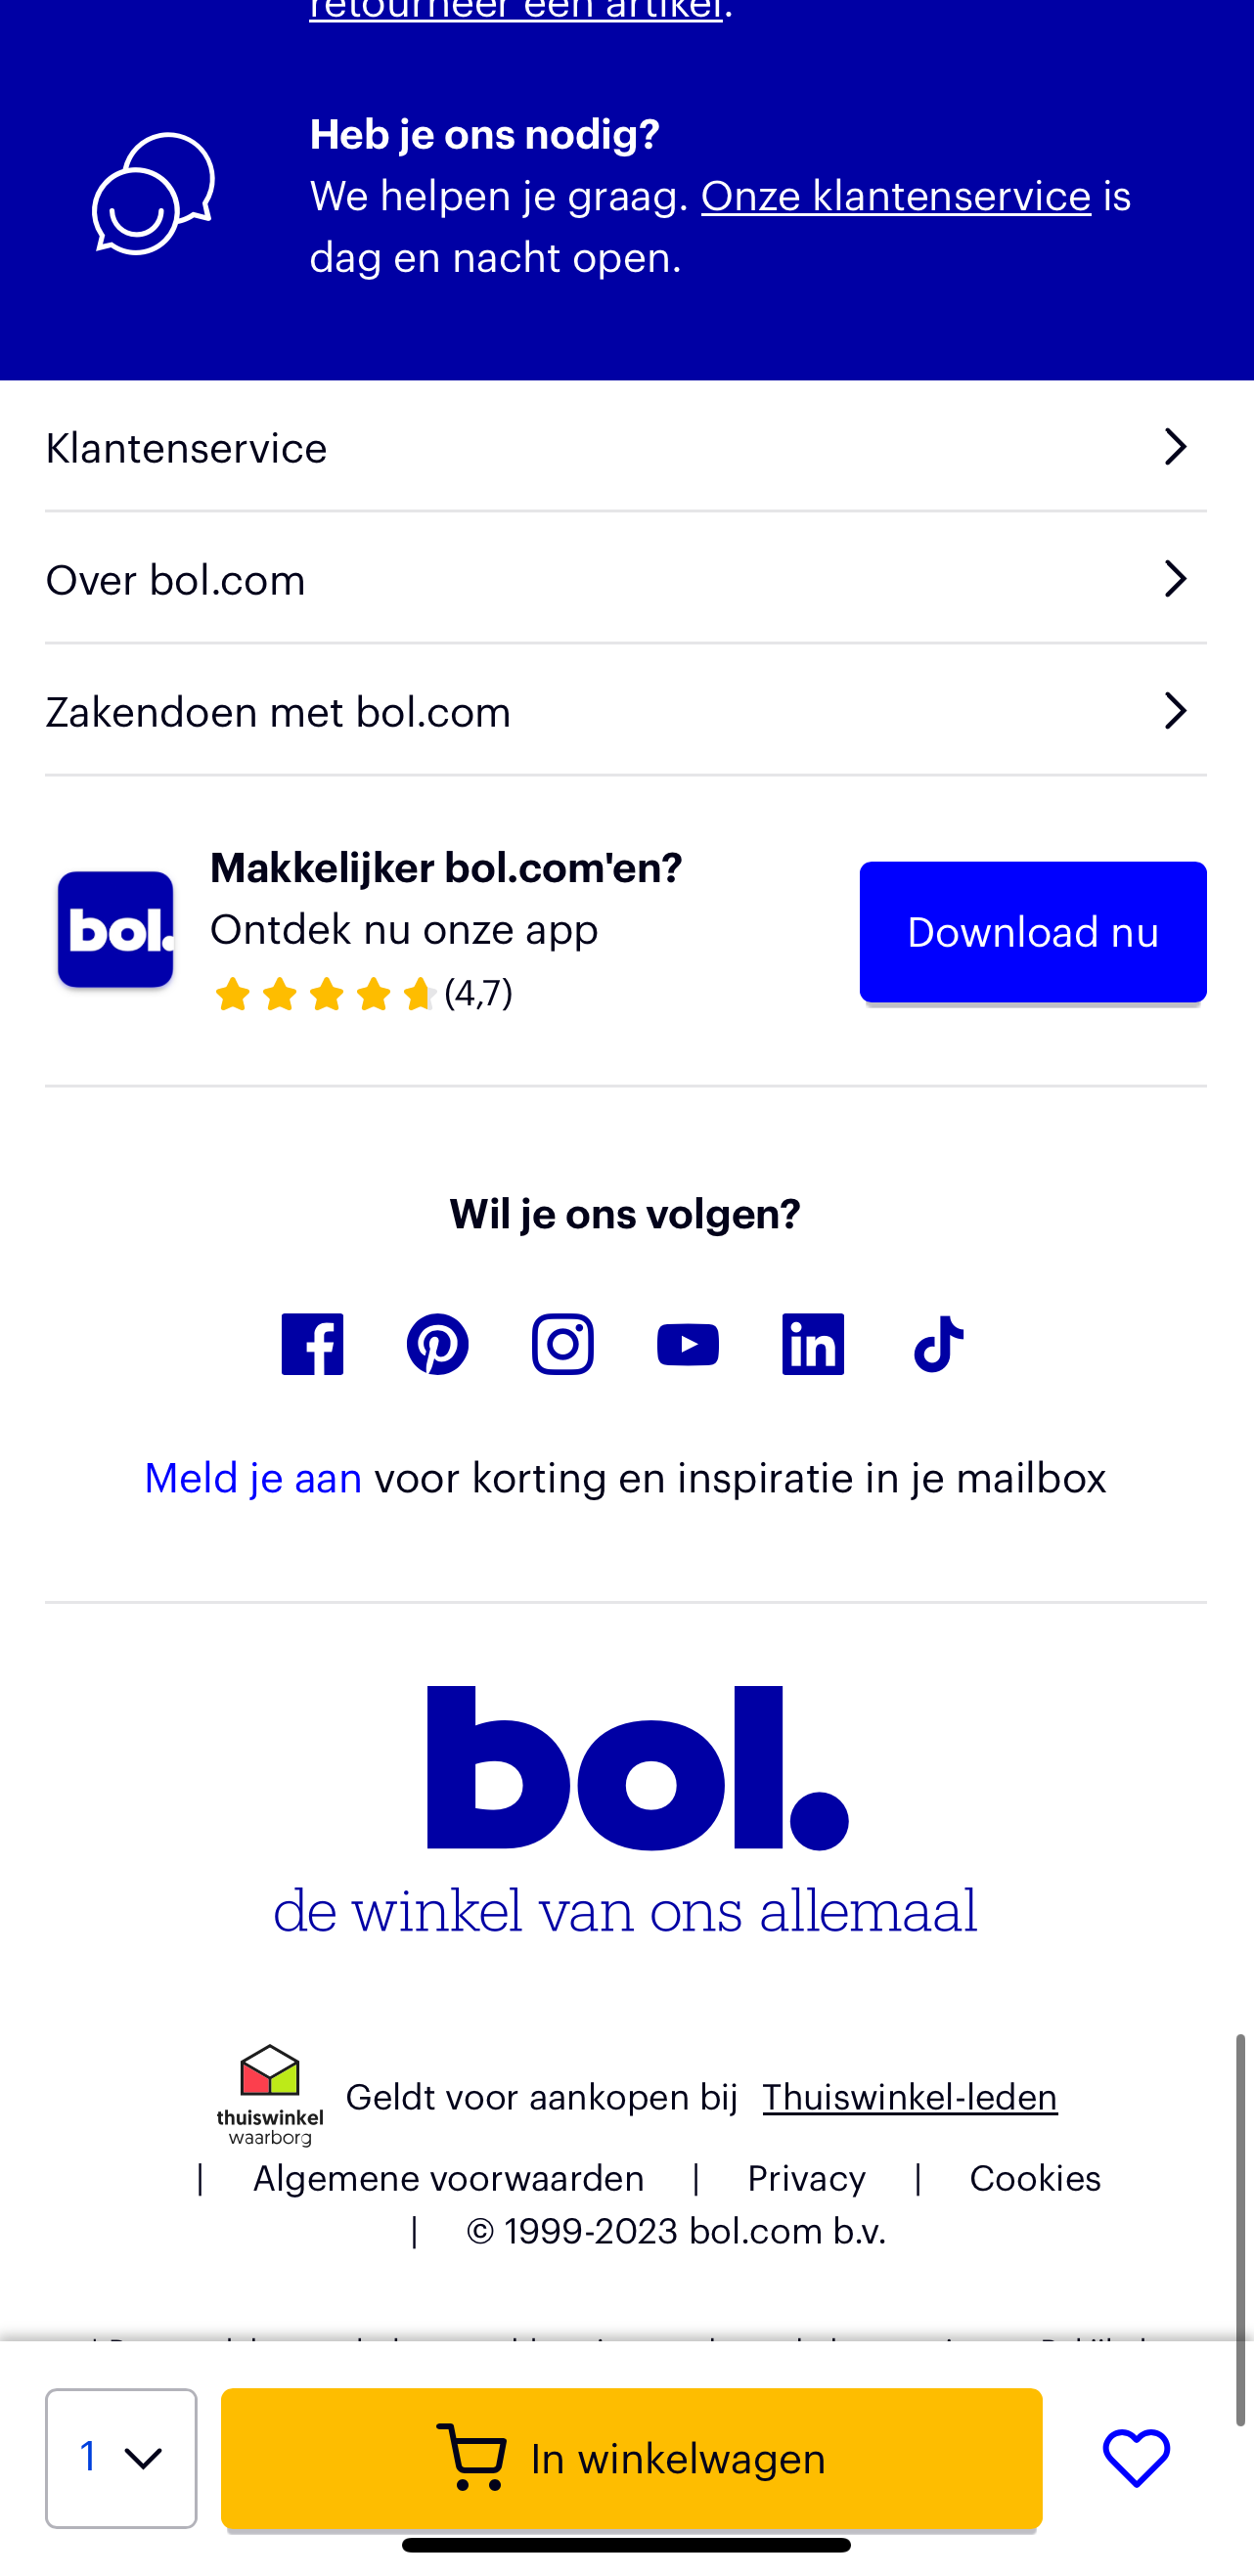 retourneer een artikel.
Heb je ons nodig?
We helpen je graag. Onze klantenservice is
dag en nacht open.
Klantenservice
Over bol.com
Zakendoen met bol.com
bol.
Makkelijker bol.com'en?
Ontdek nu onze app
(4,7)
Download nu
Wil je ons volgen?
Meld je aan voor korting en inspiratie in je mailbox
bol.
de winkel van ons allemaal
thuiswinkel
waarborg
Geldt voor aankopen bij Thuiswinkel-leden
| Algemene voorwaarden | Privacy | Cookies
| © 1999-2023 bol.com b.v.
1
In winkelwagen